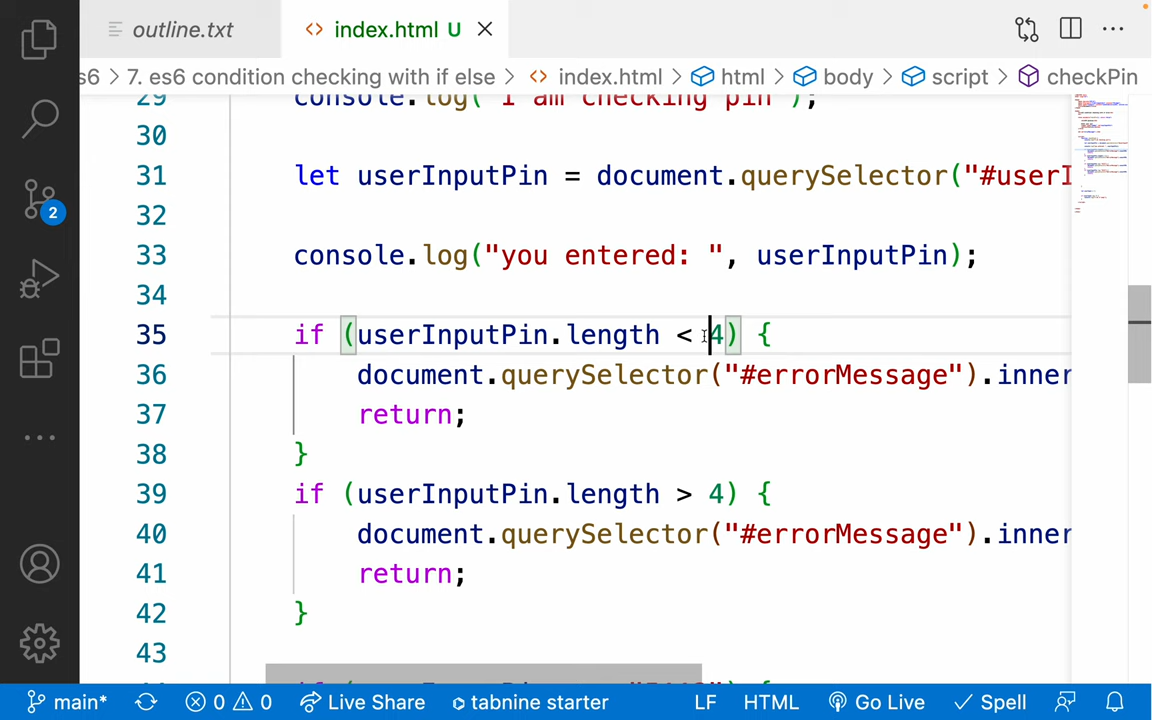 outline.txt
index.html U
s6 > 7. es6 condition checking with if else > index.html > html > body > script > checkPin
29 console.log("I am checking pin");
30
31 let userInputPin = document.querySelector("#userI
32
33 console.log("you entered: ", userInputPin);
34
35 if (userInputPin.length < 4) {
36 document.querySelector("#errorMessage").inner
37 return;
38 }
39 if (userInputPin.length > 4) {
40 document.querySelector("#errorMessage").inner
41 return;
42 }
43
2
main* 0 0 Live Share tabnine starter LF HTML Go Live Spell